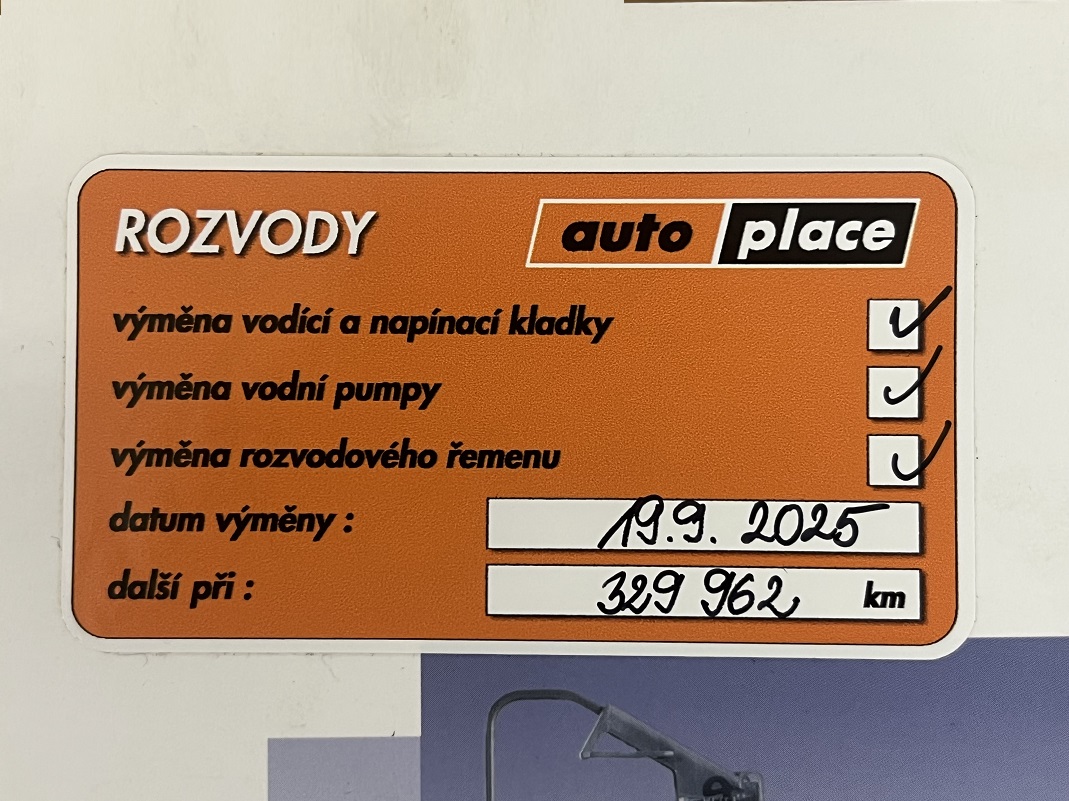 ROZVODY auto place
výměna vodící a napínací kladky
výměna vodní pumpy
výměna rozvodového řemenu
datum výměny : 19.9. 2025
další při : 329 962 km